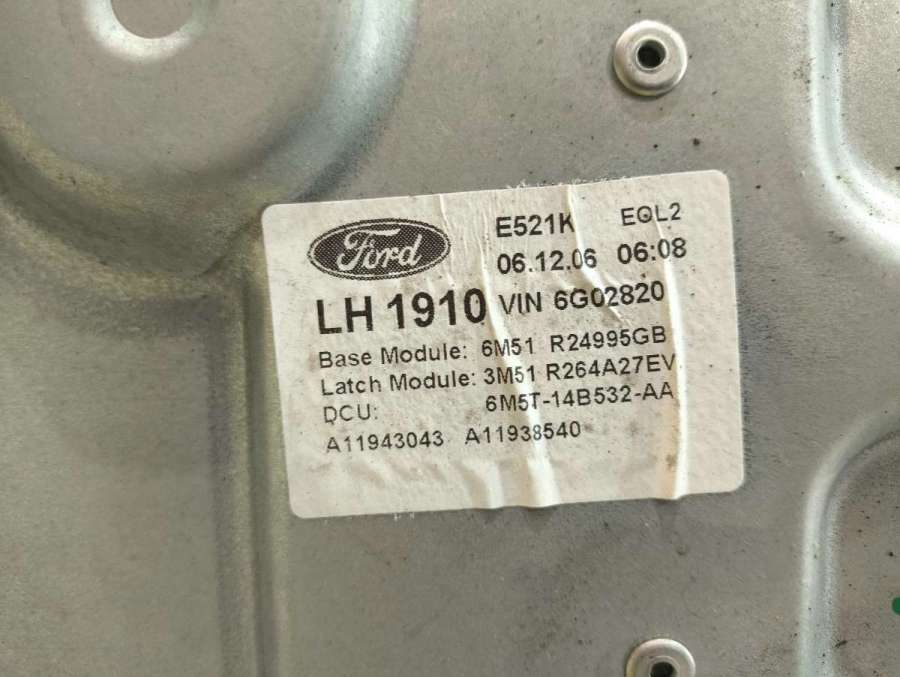 Ford
E521K EOL2
06.12.06 06:08
LH 1910 VIN 6G02820
Base Module: 6M51 R24995GB
Latch Module: 3M51 R264A27EV
DCU: 6M5T-14B532-AA
A11943043 A11938540